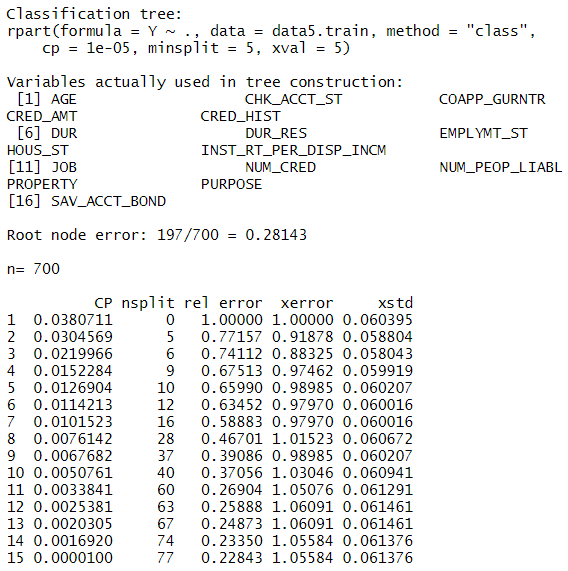 Classification tree:
rpart(formula = Y ~ ., data = data5.train, method = "class",
    cp = 1e-05, minsplit = 5, xval = 5)

Variables actually used in tree construction:
 [1] AGE                 CHK_ACCT_ST         COAPP_GURNTR
CRED_AMT            CRED_HIST
 [6] DUR                 DUR_RES             EMPLYMT_ST
HOUS_ST             INST_RT_PER_DISP_INCM
[11] JOB                 NUM_CRED            NUM_PEOP_LIABL
PROPERTY            PURPOSE
[16] SAV_ACCT_BOND

Root node error: 197/700 = 0.28143

n= 700

          CP nsplit rel error  xerror     xstd
1  0.0380711      0   1.00000 1.00000 0.060395
2  0.0304569      5   0.77157 0.91878 0.058804
3  0.0219966      6   0.74112 0.88325 0.058043
4  0.0152284      9   0.67513 0.97462 0.059919
5  0.0126904     10   0.65990 0.98985 0.060207
6  0.0114213     12   0.63452 0.97970 0.060016
7  0.0101523     16   0.58883 0.97970 0.060016
8  0.0076142     28   0.46701 1.01523 0.060672
9  0.0067682     37   0.39086 0.98985 0.060207
10 0.0050761     40   0.37056 1.03046 0.060941
11 0.0033841     60   0.26904 1.05076 0.061291
12 0.0025381     63   0.25888 1.06091 0.061461
13 0.0020305     67   0.24873 1.06091 0.061461
14 0.0016920     74   0.23350 1.05584 0.061376
15 0.0000100     77   0.22843 1.05584 0.061376